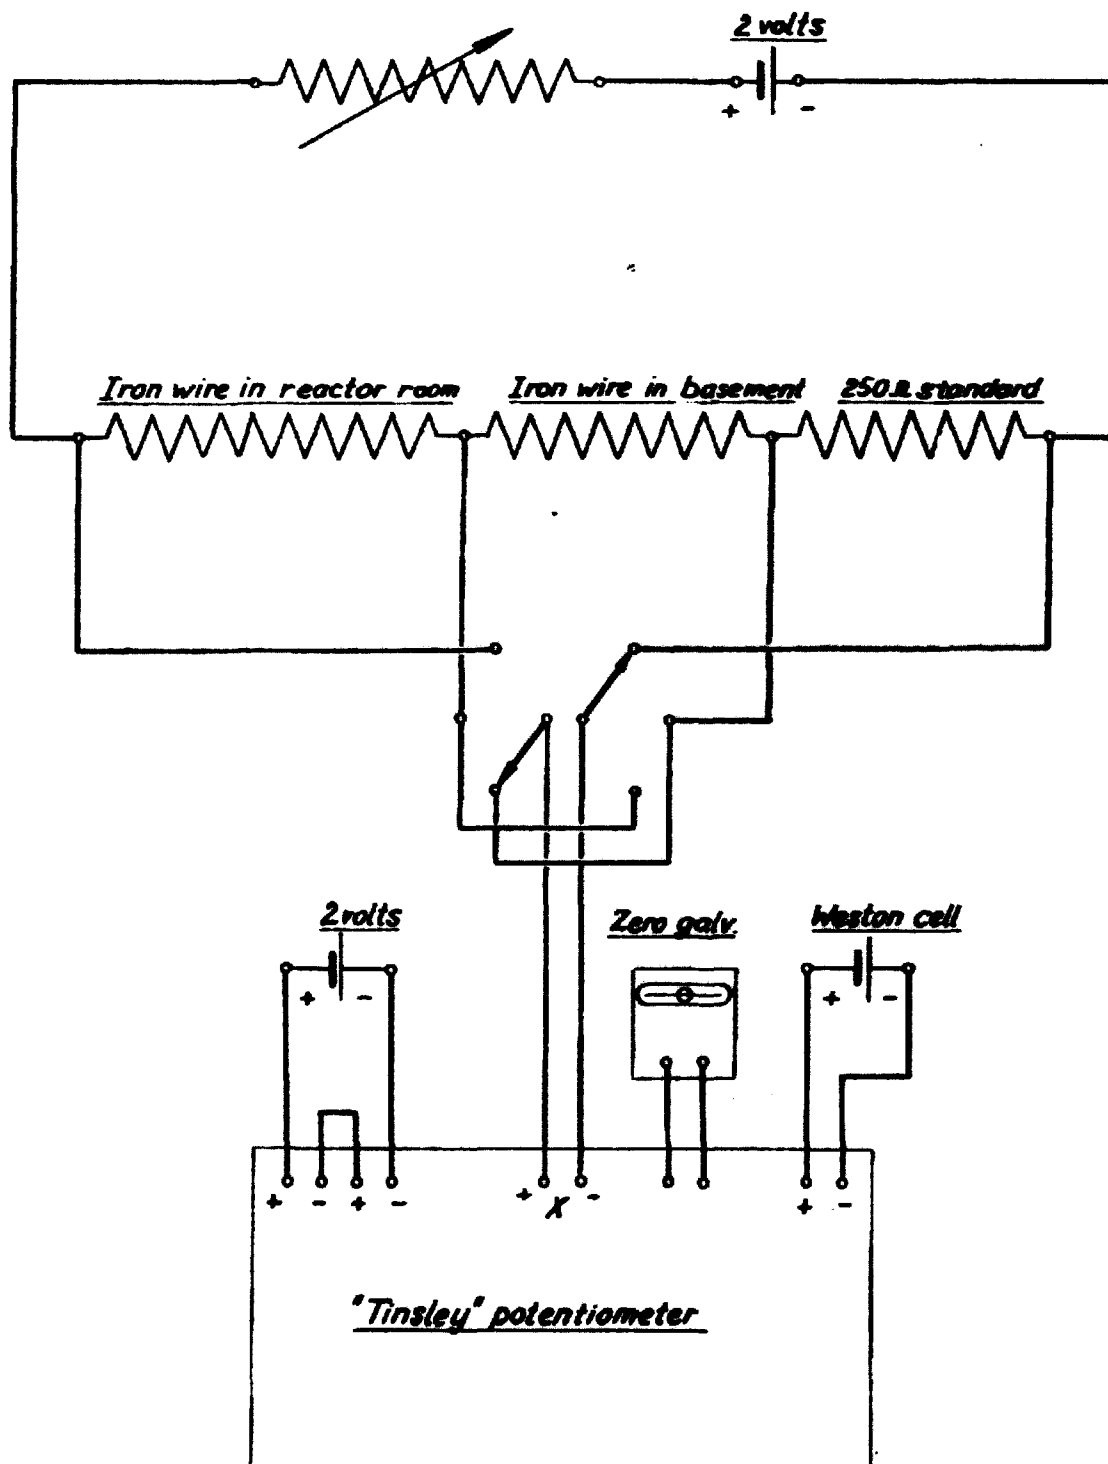 2 volts
+ -
Iron wire in reactor room
Iron wire in basement
250Ω standard
2 volts
+ -
Zero galv.
Weston cell
+ -
+ - + -
+ X -
+ -
"Tinsley" potentiometer